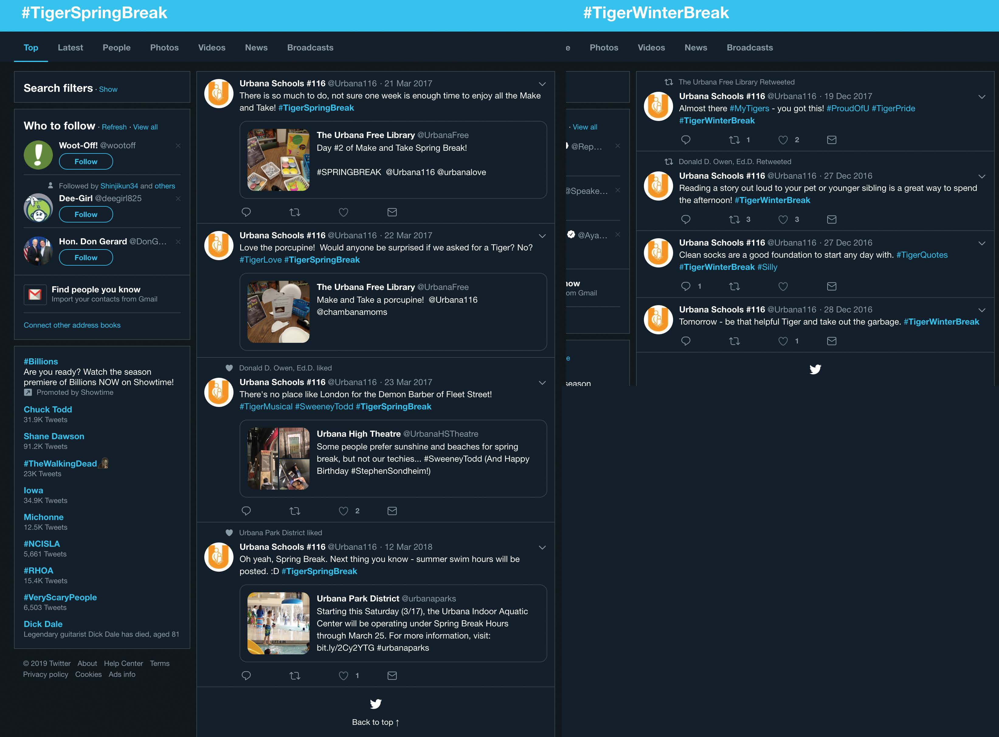 #TigerSpringBreak
Top Latest People Photos Videos News Broadcasts
Search filters · Show
Who to follow · Refresh · View all
Woot-Off! @wootoff
Follow
Followed by Shinjikun34 and others
Dee-Girl @deegirl825
Follow
Hon. Don Gerard @DonG...
Follow
Find people you know
Import your contacts from Gmail
Connect other address books
#Billions
Are you ready? Watch the season
premiere of Billions NOW on Showtime!
Promoted by Showtime
Chuck Todd
31.9K Tweets
Shane Dawson
91.2K Tweets
#TheWalkingDead
23K Tweets
Iowa
34.9K Tweets
Michonne
12.5K Tweets
#NCISLA
5,661 Tweets
#RHOA
15.4K Tweets
#VeryScaryPeople
6,503 Tweets
Dick Dale
Legendary guitarist Dick Dale has died, aged 81
© 2019 Twitter About Help Center Terms
Privacy policy Cookies Ads info
Urbana Schools #116 @Urbana116 · 21 Mar 2017
There is so much to do, not sure one week is enough time to enjoy all the Make
and Take! #TigerSpringBreak
The Urbana Free Library @UrbanaFree
Day #2 of Make and Take Spring Break!
#SPRINGBREAK @Urbana116 @urbanalove
Urbana Schools #116 @Urbana116 · 22 Mar 2017
Love the porcupine! Would anyone be surprised if we asked for a Tiger? No?
#TigerLove #TigerSpringBreak
The Urbana Free Library @UrbanaFree
Make and Take a porcupine! @Urbana116
@chambanamoms
Donald D. Owen, Ed.D. liked
Urbana Schools #116 @Urbana116 · 23 Mar 2017
There's no place like London for the Demon Barber of Fleet Street!
#TigerMusical #SweeneyTodd #TigerSpringBreak
Urbana High Theatre @UrbanaHSTheatre
Some people prefer sunshine and beaches for spring
break, but not our techies... #SweeneyTodd (And Happy
Birthday #StephenSondheim!)
2
Urbana Park District liked
Urbana Schools #116 @Urbana116 · 12 Mar 2018
Oh yeah, Spring Break. Next thing you know - summer swim hours will be
posted. :D #TigerSpringBreak
Urbana Park District @urbanaparks
Starting this Saturday (3/17), the Urbana Indoor Aquatic
Center will be operating under Spring Break Hours
through March 25. For more information, visit:
bit.ly/2Cy2YTG #urbanaparks
3 FT 6 IN
1
Back to top ↑
#TigerWinterBreak
e Photos Videos News Broadcasts
· View all
@Rep...
@Speake...
@Aya...
now
om Gmail
e
season
The Urbana Free Library Retweeted
Urbana Schools #116 @Urbana116 · 19 Dec 2017
Almost there #MyTigers - you got this! #ProudOfU #TigerPride
#TigerWinterBreak
1 2
Donald D. Owen, Ed.D. Retweeted
Urbana Schools #116 @Urbana116 · 27 Dec 2016
Reading a story out loud to your pet or younger sibling is a great way to spend
the afternoon! #TigerWinterBreak
3 3
Urbana Schools #116 @Urbana116 · 27 Dec 2016
Clean socks are a good foundation to start any day with. #TigerQuotes
#TigerWinterBreak #Silly
1
Urbana Schools #116 @Urbana116 · 28 Dec 2016
Tomorrow - be that helpful Tiger and take out the garbage. #TigerWinterBreak
1